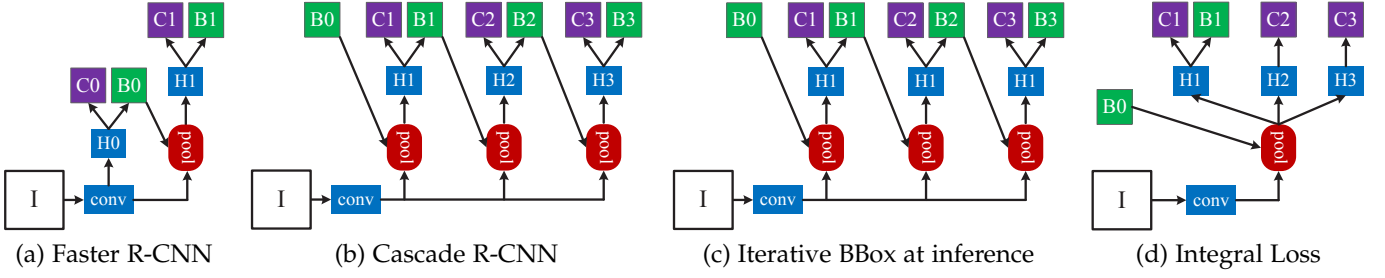 C1 B1 B0 C1 B1 C2 B2 C3 B3 B0 C1 B1 C2 B2 C3 B3 C1 B1 C2 C3
C0 B0 H1 H1 H2 H3 H1 H1 H1 H1 H2 H3
B0
H0 pool pool pool pool pool pool pool pool
I conv I conv I conv I conv
(a) Faster R-CNN (b) Cascade R-CNN (c) Iterative BBox at inference (d) Integral Loss